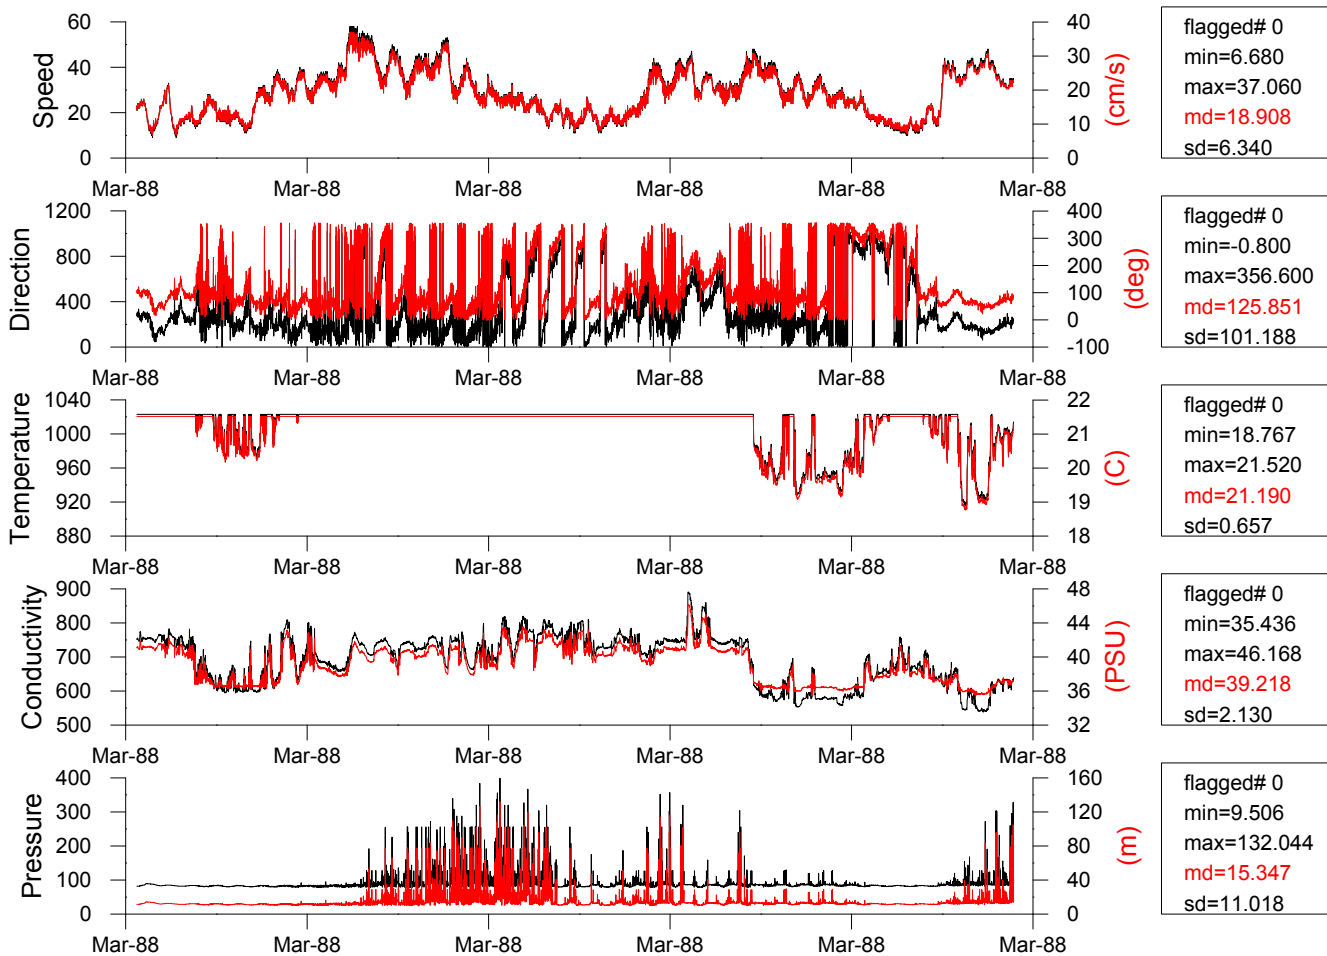 Speed
60
40
20
0
40
30
20
10
0
(cm/s)
Mar-88 Mar-88 Mar-88 Mar-88 Mar-88 Mar-88
flagged# 0
min=6.680
max=37.060
md=18.908
sd=6.340
Direction
1200
800
400
0
400
300
200
100
0
-100
(deg)
Mar-88 Mar-88 Mar-88 Mar-88 Mar-88 Mar-88
flagged# 0
min=-0.800
max=356.600
md=125.851
sd=101.188
Temperature
1040
1000
960
920
880
22
21
20
19
18
(C)
Mar-88 Mar-88 Mar-88 Mar-88 Mar-88 Mar-88
flagged# 0
min=18.767
max=21.520
md=21.190
sd=0.657
Conductivity
900
800
700
600
500
48
44
40
36
32
(PSU)
Mar-88 Mar-88 Mar-88 Mar-88 Mar-88 Mar-88
flagged# 0
min=35.436
max=46.168
md=39.218
sd=2.130
Pressure
400
300
200
100
0
160
120
80
40
0
(m)
Mar-88 Mar-88 Mar-88 Mar-88 Mar-88 Mar-88
flagged# 0
min=9.506
max=132.044
md=15.347
sd=11.018